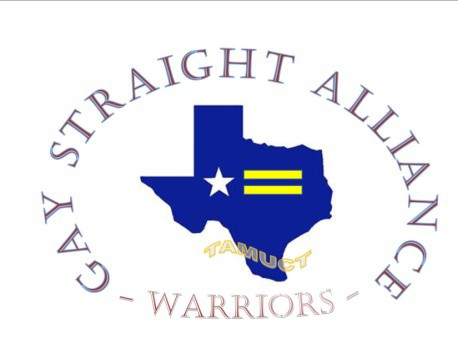 GAY STRAIGHT ALLIANCE
TAMUCT
- WARRIORS -